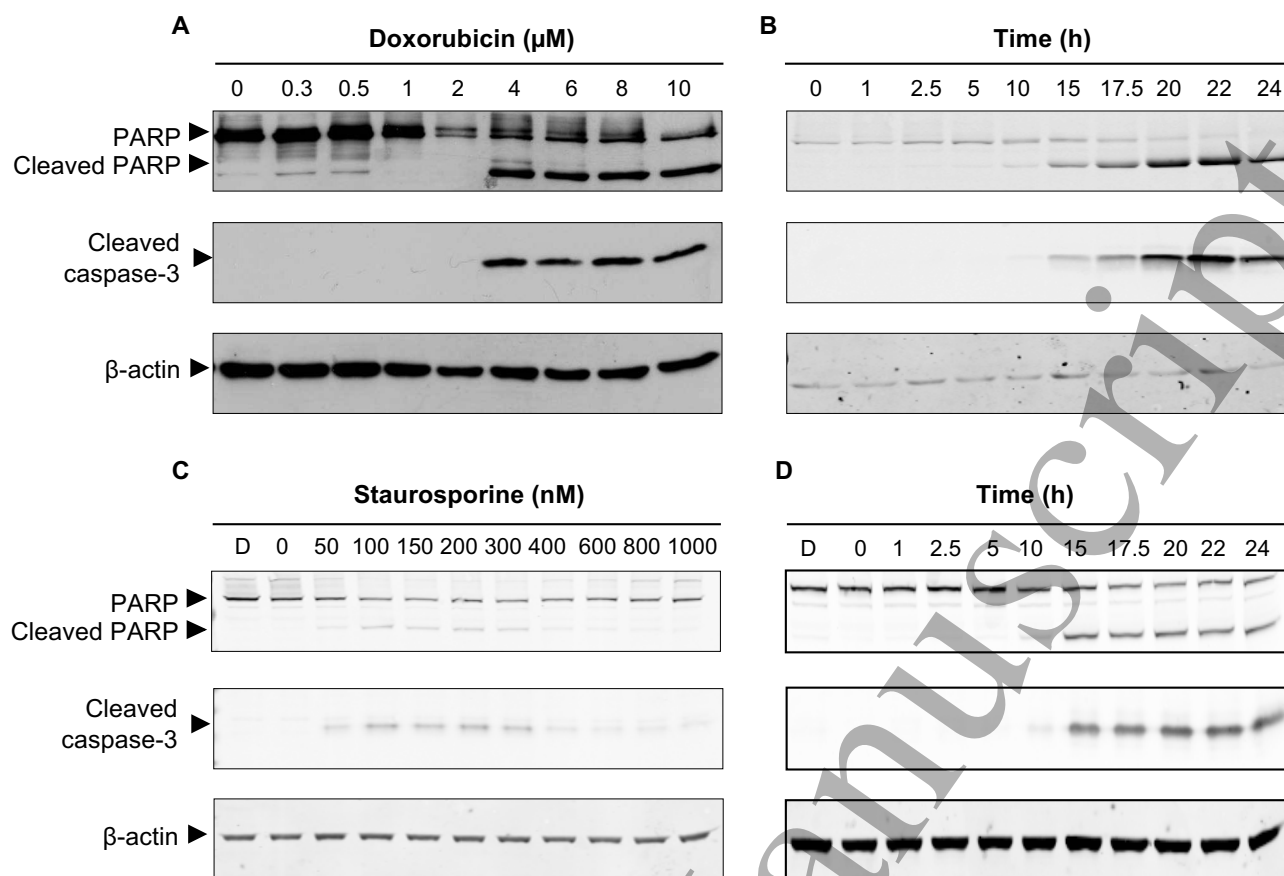 A
Doxorubicin (µM)
0 0.3 0.5 1 2 4 6 8 10
PARP
Cleaved PARP
Cleaved
caspase-3
β-actin
B
Time (h)
0 1 2.5 5 10 15 17.5 20 22 24
C
Staurosporine (nM)
D 0 50 100 150 200 300 400 600 800 1000
PARP
Cleaved PARP
Cleaved
caspase-3
β-actin
D
Time (h)
D 0 1 2.5 5 10 15 17.5 20 22 24
anuscript